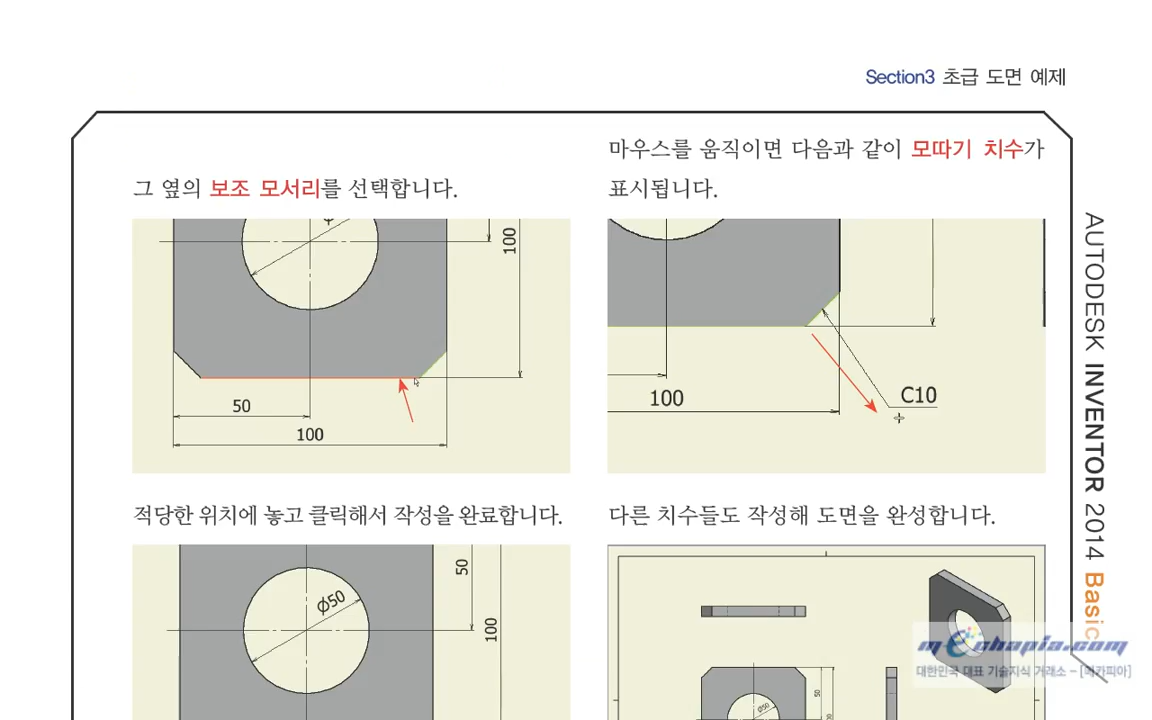 Section3 초급 도면 예제
그 옆의 보조 모서리를 선택합니다.
100
50
100
마우스를 움직이면 다음과 같이 모따기 치수가
표시됩니다.
100
C10
적당한 위치에 놓고 클릭해서 작성을 완료합니다.
Ø50
50
100
다른 치수들도 작성해 도면을 완성합니다.
Ø50
50
AUTODESK INVENTOR 2014 Basic
mEchapia.com
대한민국 대표 기술지식 거래소 - [메카피아]